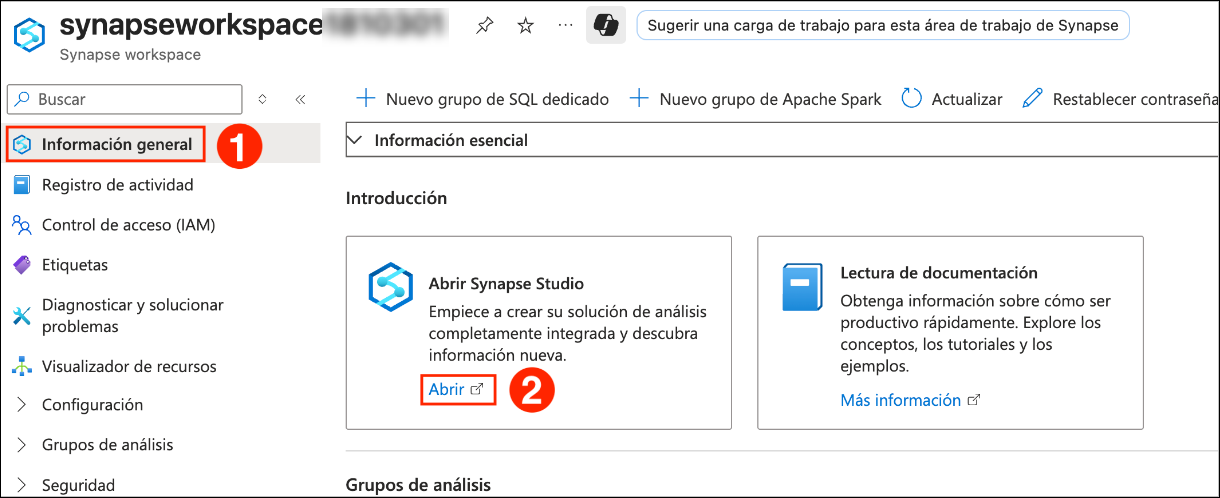 synapseworkspace
Sugerir una carga de trabajo para esta área de trabajo de Synapse
Synapse workspace
Buscar
Nuevo grupo de SQL dedicado
Nuevo grupo de Apache Spark
Actualizar
Restablecer contraseña
Información general
1
Registro de actividad
Control de acceso (IAM)
Etiquetas
Diagnosticar y solucionar
problemas
Visualizador de recursos
Configuración
Grupos de análisis
Seguridad
Información esencial
Introducción
Abrir Synapse Studio
Empiece a crear su solución de análisis
completamente integrada y descubra
información nueva.
Abrir
2
Lectura de documentación
Obtenga información sobre cómo ser
productivo rápidamente. Explore los
conceptos, los tutoriales y los
ejemplos.
Más información
Grupos de análisis